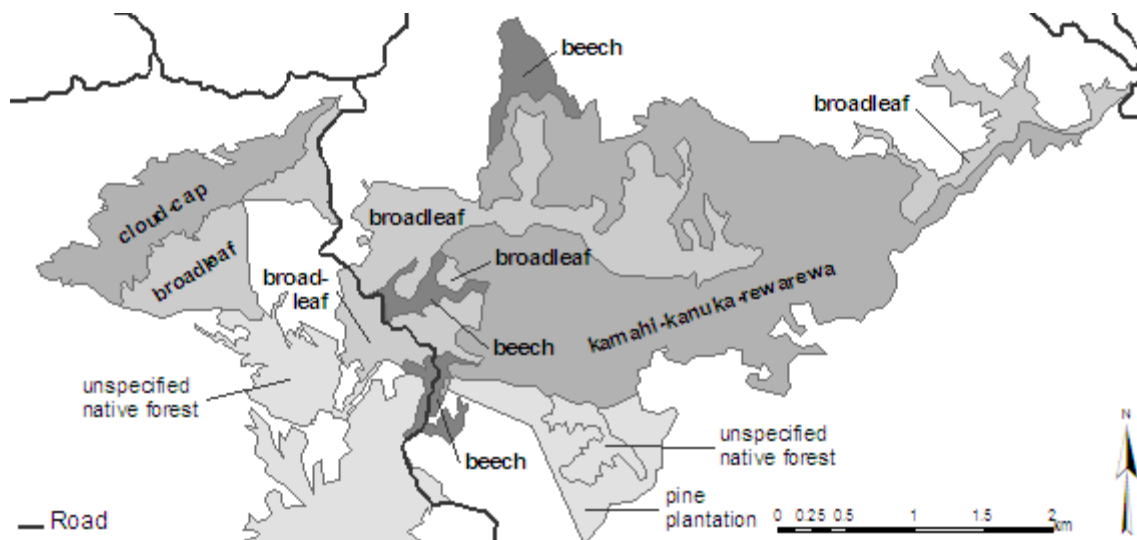 beech
broadleaf
cloud-cap
broadleaf
broadleaf
broadleaf
broad-
leaf
kamahi-kanuka-rewarewa
beech
unspecified
native forest
unspecified
native forest
beech
pine
plantation
N
0 0.25 0.5 1 1.5 2
km
Road